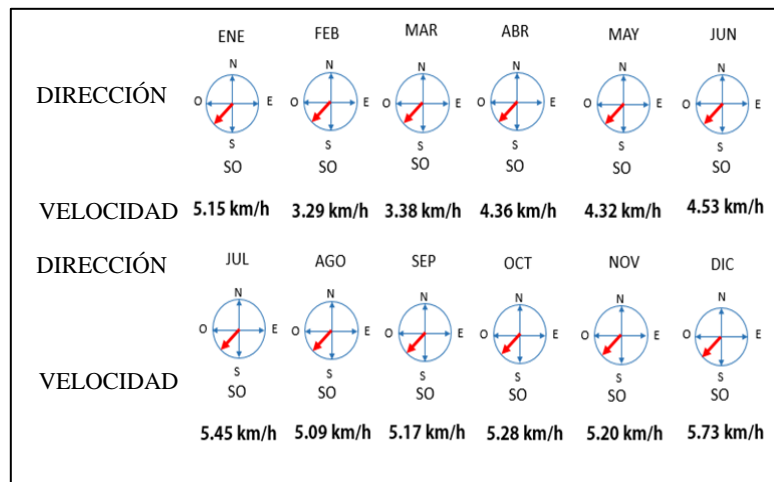 ENE FEB MAR ABR MAY JUN
N N N N N N
DIRECCIÓN O E O E O E O E O E O E
S S S S S S
SO SO SO SO SO SO
VELOCIDAD 5.15 km/h 3.29 km/h 3.38 km/h 4.36 km/h 4.32 km/h 4.53 km/h
DIRECCIÓN JUL AGO SEP OCT NOV DIC
N N N N N N
O E O E O E O E O E O E
S S S S S S
VELOCIDAD SO SO SO SO SO SO
5.45 km/h 5.09 km/h 5.17 km/h 5.28 km/h 5.20 km/h 5.73 km/h